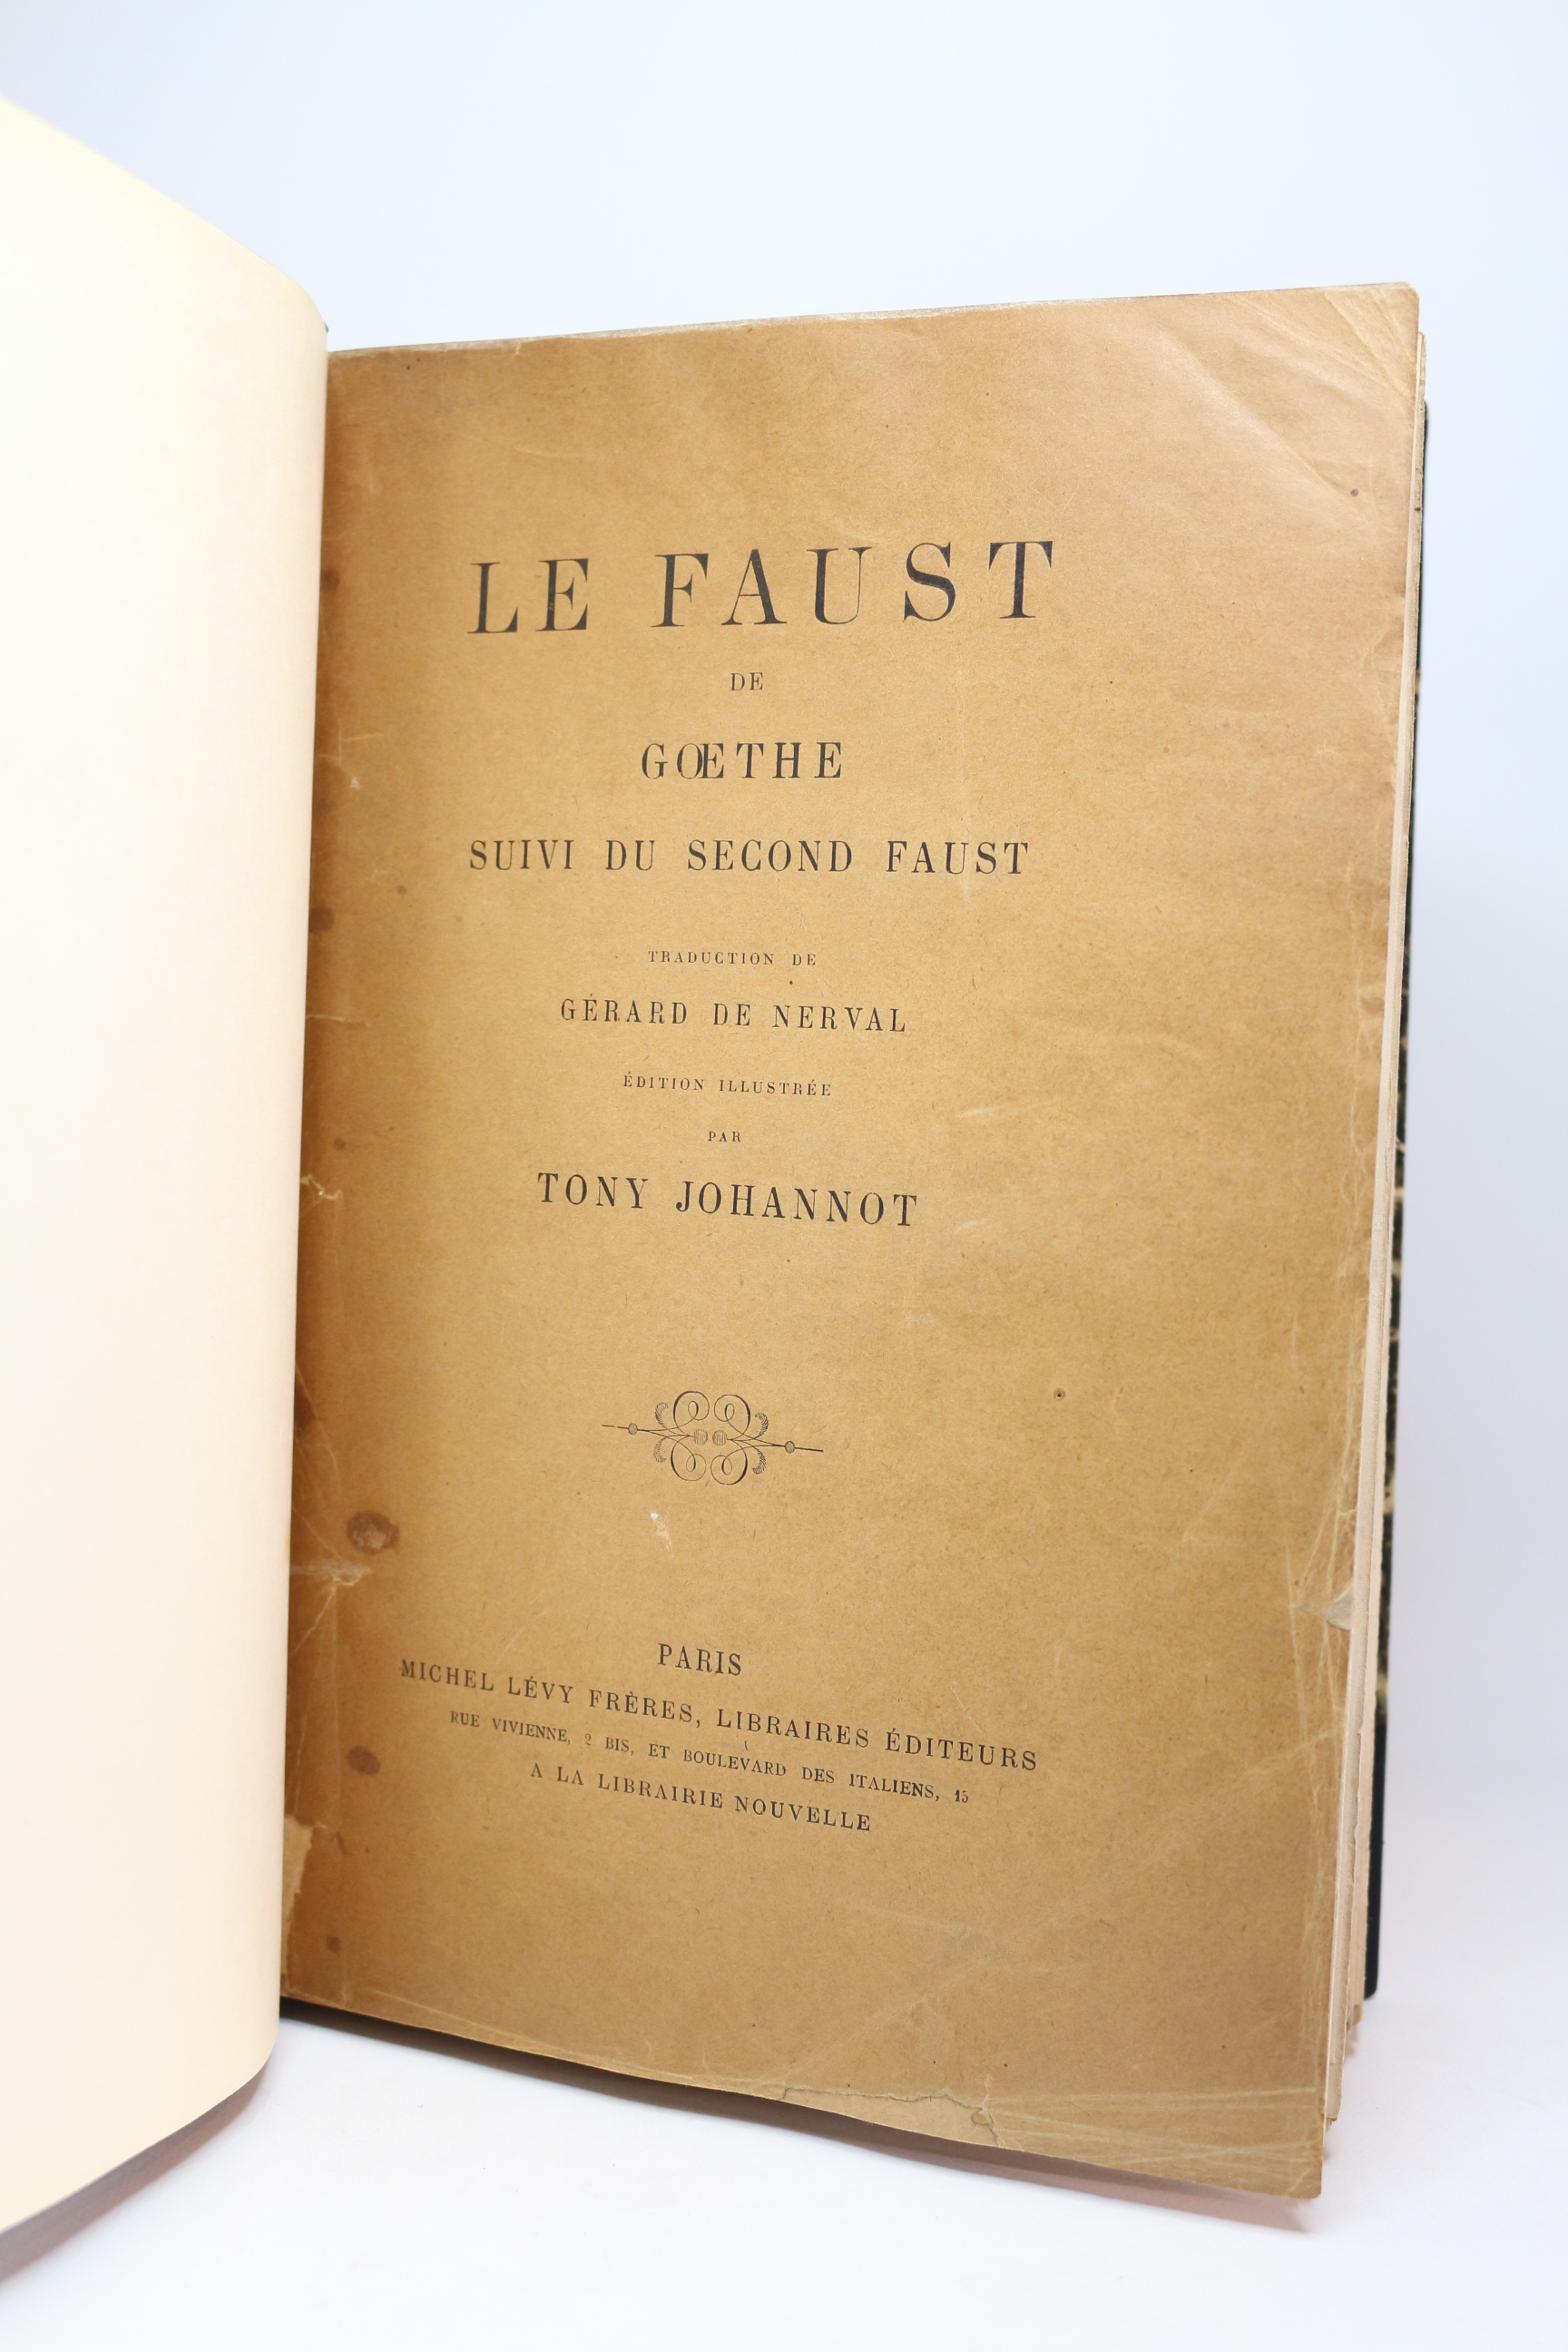 LE FAUST
DE
GŒTHE
SUIVI DU SECOND FAUST
TRADUCTION DE
GÉRARD DE NERVAL
ÉDITION ILLUSTRÉE
PAR
TONY JOHANNOT
PARIS
MICHEL LÉVY FRÈRES, LIBRAIRES ÉDITEURS
RUE VIVIENNE, 2 BIS, ET BOULEVARD DES ITALIENS, 15
A LA LIBRAIRIE NOUVELLE